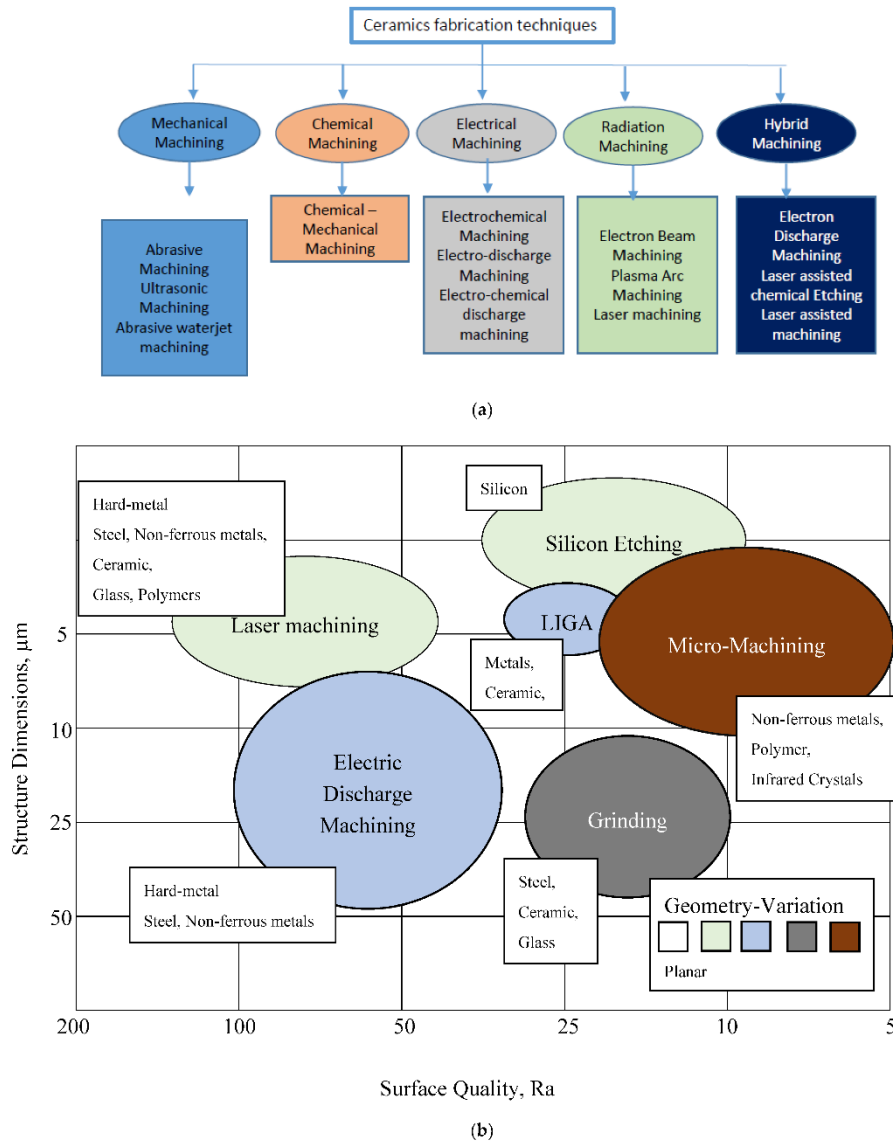 Ceramics fabrication techniques
Mechanical
Machining
Chemical
Machining
Electrical
Machining
Radiation
Machining
Hybrid
Machining
Abrasive
Machining
Ultrasonic
Machining
Abrasive waterjet
machining
Chemical –
Mechanical
Machining
Electrochemical
Machining
Electro-discharge
Machining
Electro-chemical
discharge
machining
Electron Beam
Machining
Plasma Arc
Machining
Laser machining
Electron
Discharge
Machining
Laser assisted
chemical Etching
Laser assisted
machining
(a)
Hard-metal
Steel, Non-ferrous metals,
Ceramic,
Glass, Polymers
Silicon
Silicon Etching
Laser machining
LIGA
Micro-Machining
Metals,
Ceramic,
Non-ferrous metals,
Polymer,
Infrared Crystals
Electric
Discharge
Machining
Grinding
Hard-metal
Steel, Non-ferrous metals
Steel,
Ceramic,
Glass
Geometry-Variation
Planar
Structure Dimensions, μm
5
10
25
50
200
100
50
25
10
5
Surface Quality, Ra
(b)